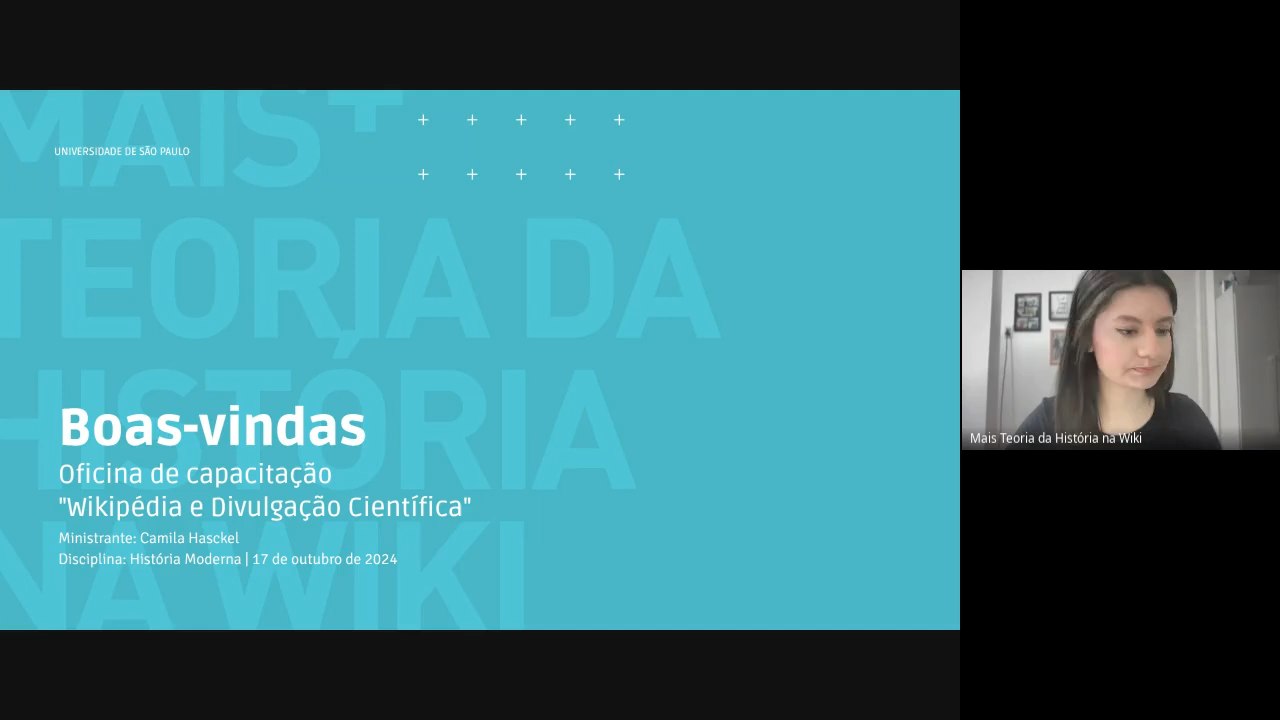 MAIS+
TEORIA DA
HISTÓRIA
NA WIKI
UNIVERSIDADE DE SÃO PAULO
Boas-vindas
Oficina de capacitação
"Wikipédia e Divulgação Científica"
Ministrante: Camila Hasckel
Disciplina: História Moderna | 17 de outubro de 2024
Mais Teoria da História na Wiki